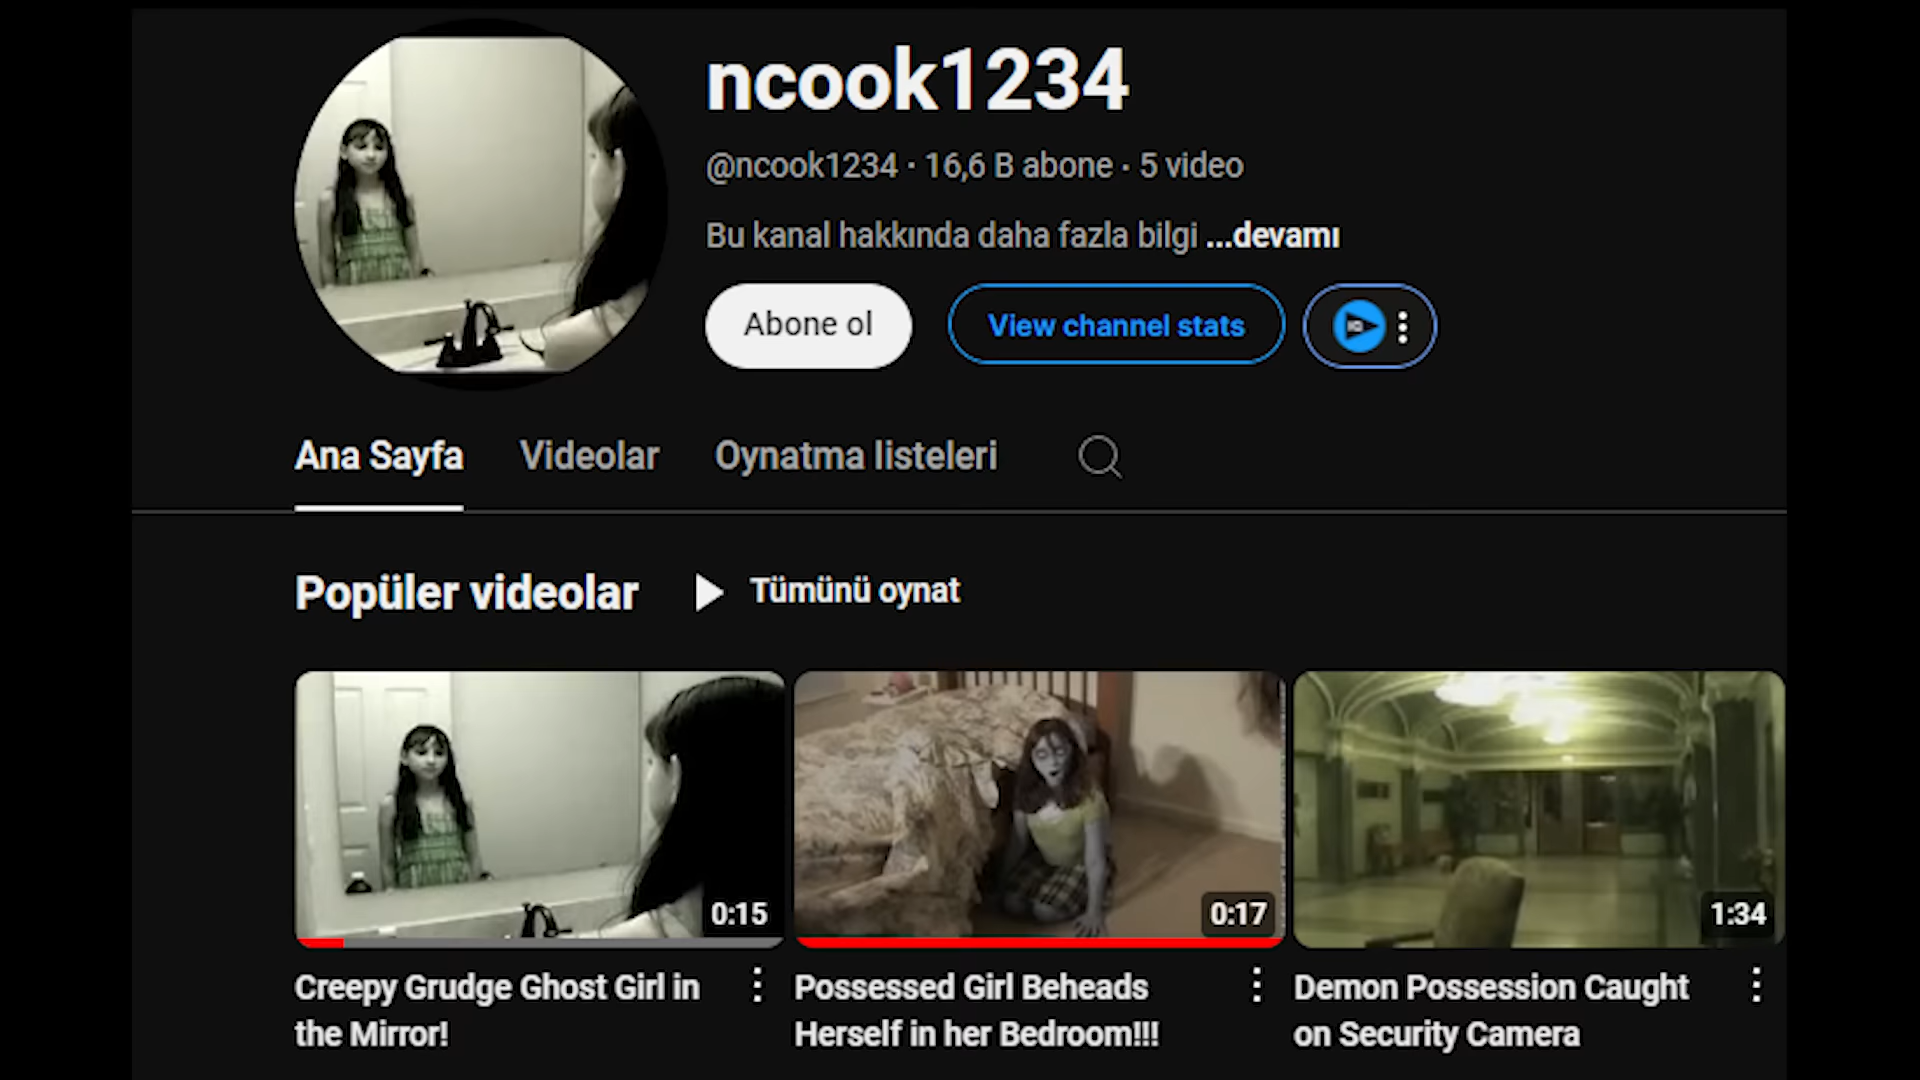 ncook1234
@ncook1234 · 16,6 B abone · 5 video
Bu kanal hakkında daha fazla bilgi ...devamı
Abone ol
View channel stats
Ana Sayfa
Videolar
Oynatma listeleri
Popüler videolar
Tümünü oynat
0:15
0:17
1:34
Creepy Grudge Ghost Girl in
the Mirror!
Possessed Girl Beheads
Herself in her Bedroom!!!
Demon Possession Caught
on Security Camera